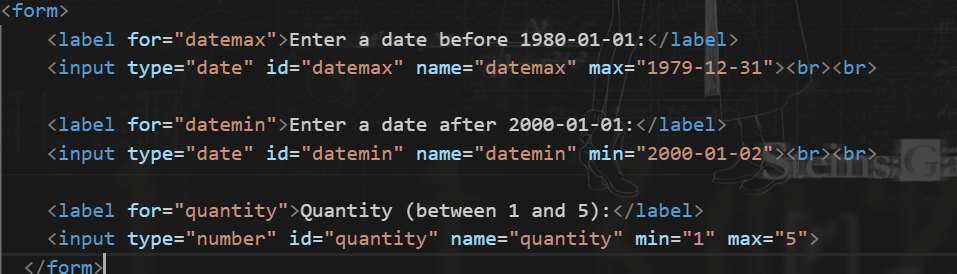 <form>
<label for="datemax">Enter a date before 1980-01-01:</label>
<input type="date" id="datemax" name="datemax" max="1979-12-31"><br><br>
<label for="datemin">Enter a date after 2000-01-01:</label>
<input type="date" id="datemin" name="datemin" min="2000-01-02"><br><br>
Steins Ga
<label for="quantity">Quantity (between 1 and 5):</label>
<input type="number" id="quantity" name="quantity" min="1" max="5">
</form>